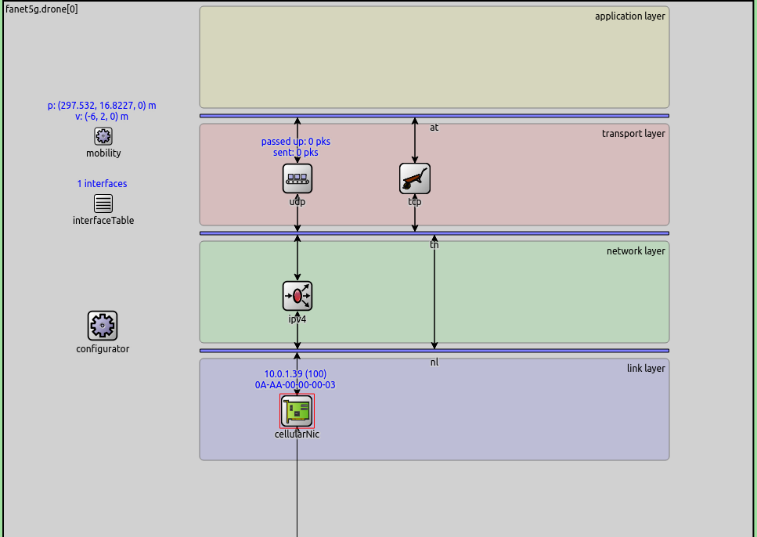 fanet5g.drone[0]
application layer
p: (297.532, 16.8227, 0) m
v: (-6, 2, 0) m
mobility
1 interfaces
interfaceTable
configurator
at
transport layer
passed up: 0 pks
sent: 0 pks
udp
tcp
tn
network layer
ipv4
nl
link layer
10.0.1.39 (100)
0A-AA-00-00-00-03
cellularNic